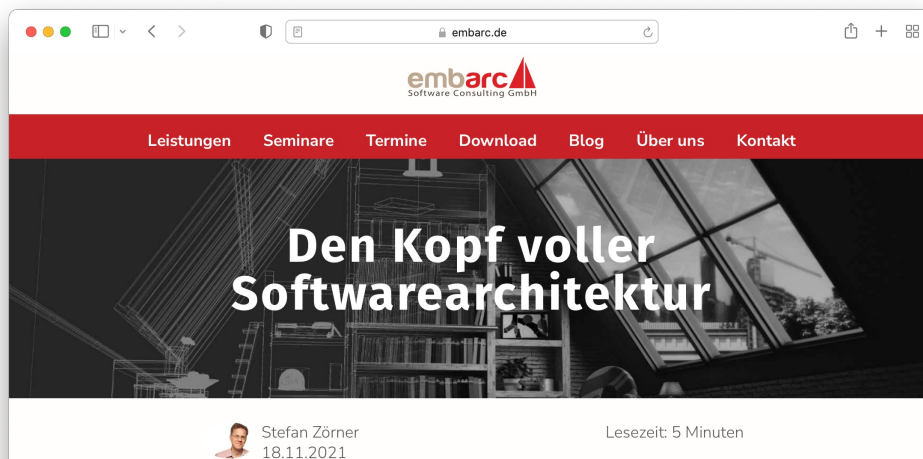 embarc.de
embarc
Software Consulting GmbH
Leistungen Seminare Termine Download Blog Über uns Kontakt
Den Kopf voller
Softwarearchitektur
Stefan Zörner
18.11.2021
Lesezeit: 5 Minuten